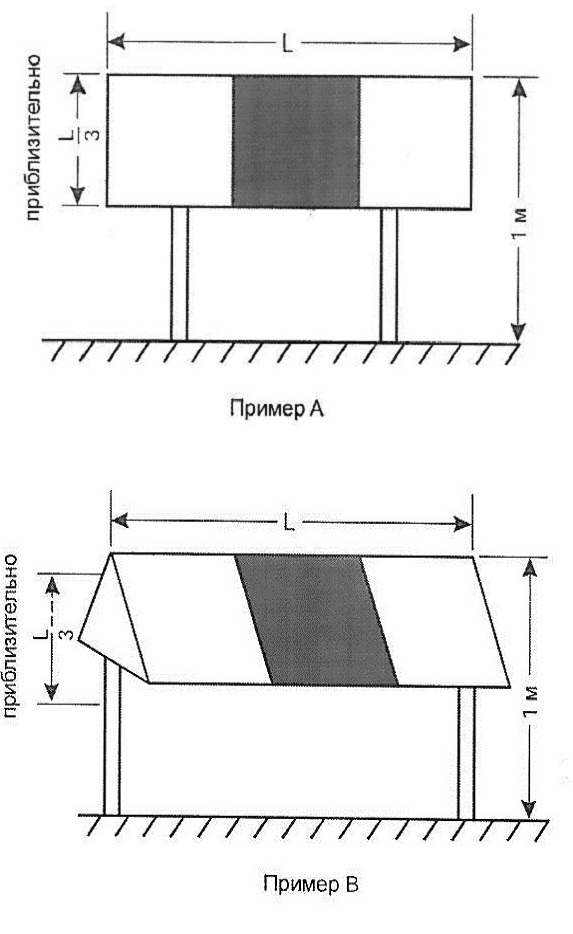 L
приблизительно
L
3
1 м
Пример А
L
приблизительно
L
3
1 м
Пример В